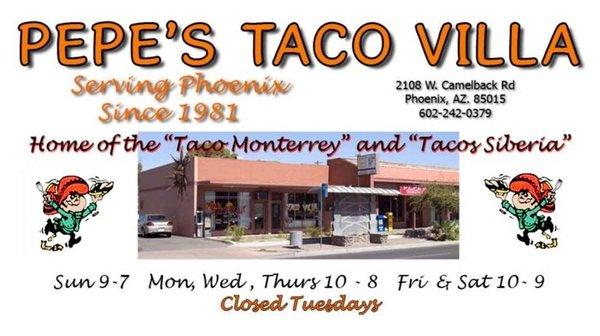 PEPE'S TACO VILLA
Serving Phoenix
Since 1981
2108 W. Camelback Rd
Phoenix, AZ. 85015
602-242-0379
Home of the "Taco Monterrey" and "Tacos Siberia"
Sun 9-7 Mon, Wed , Thurs 10 - 8 Fri & Sat 10- 9
Closed Tuesdays